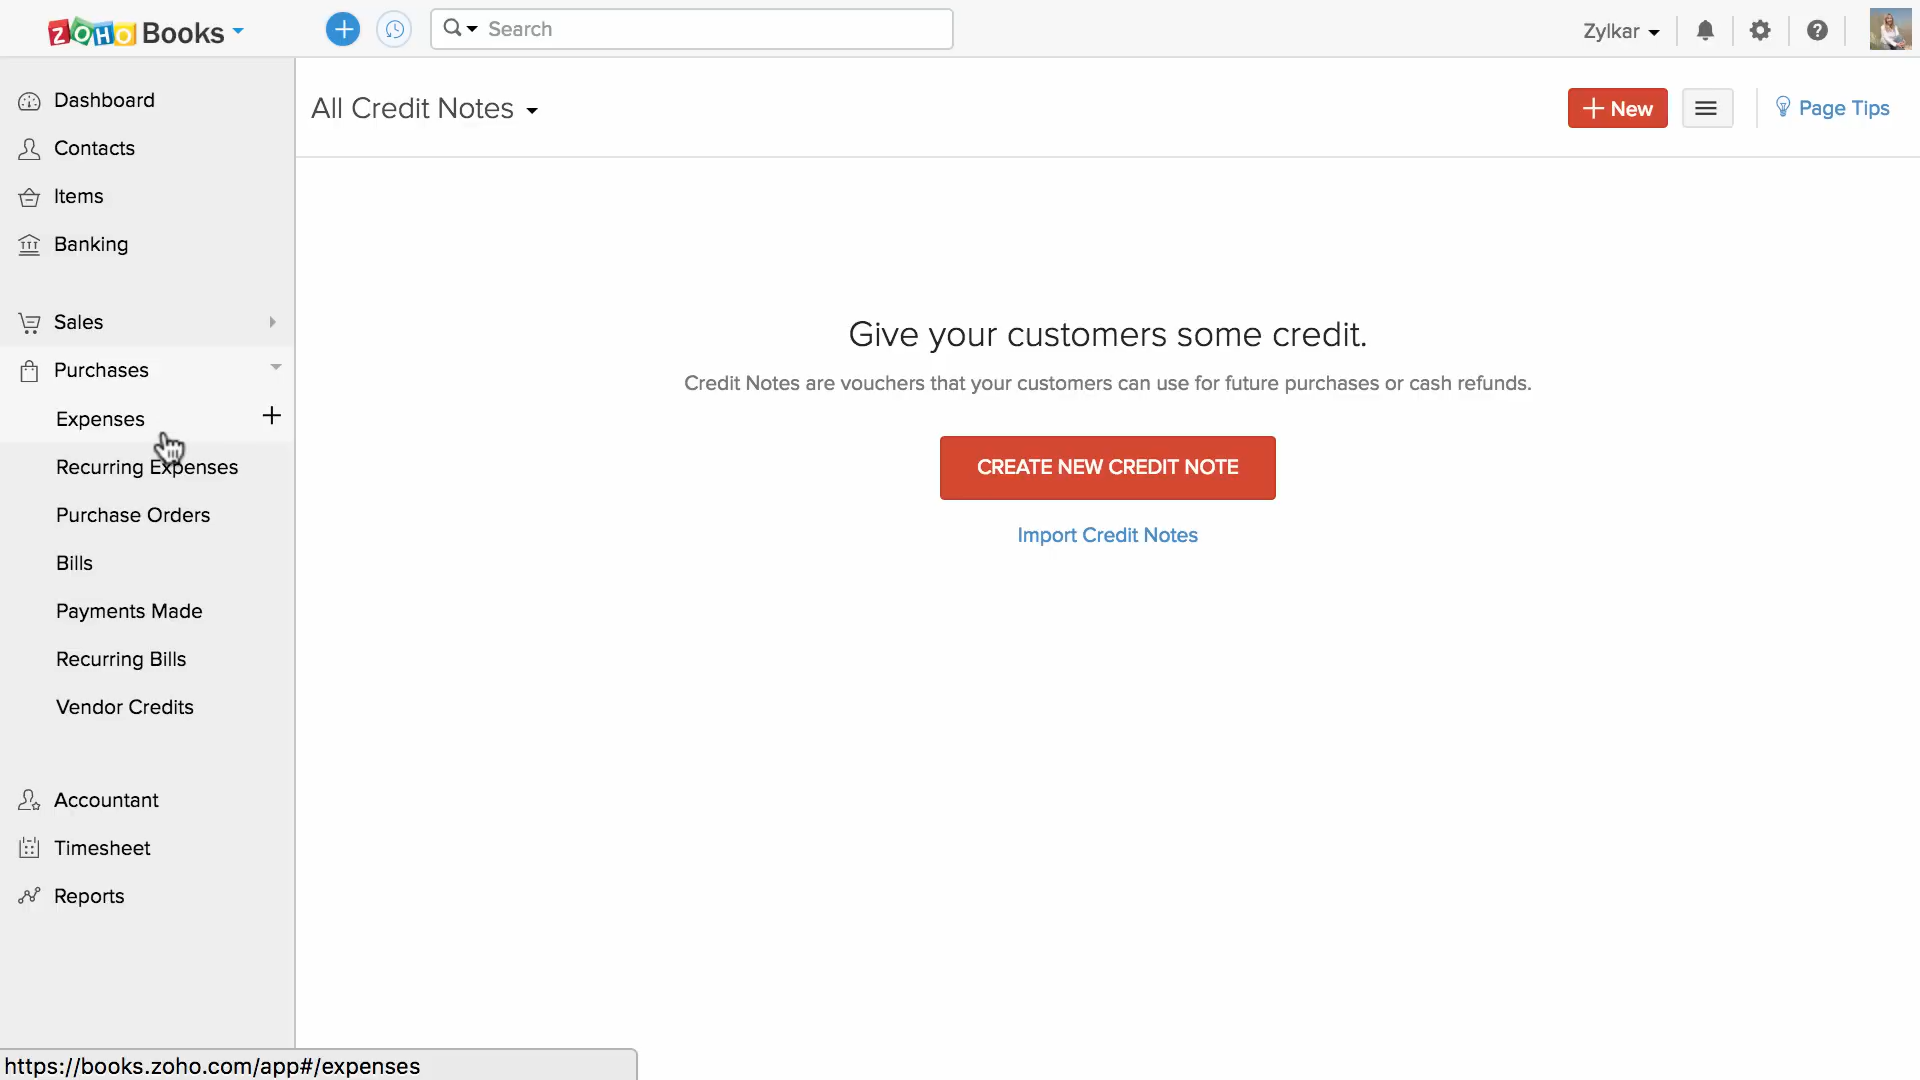 ZOHO Books
Search
Zylkar
Dashboard
Contacts
Items
Banking
Sales
Purchases
Expenses
Recurring Expenses
Purchase Orders
Bills
Payments Made
Recurring Bills
Vendor Credits
Accountant
Timesheet
Reports
All Credit Notes
+ New
Page Tips
Give your customers some credit.
Credit Notes are vouchers that your customers can use for future purchases or cash refunds.
CREATE NEW CREDIT NOTE
Import Credit Notes
https://books.zoho.com/app#/expenses